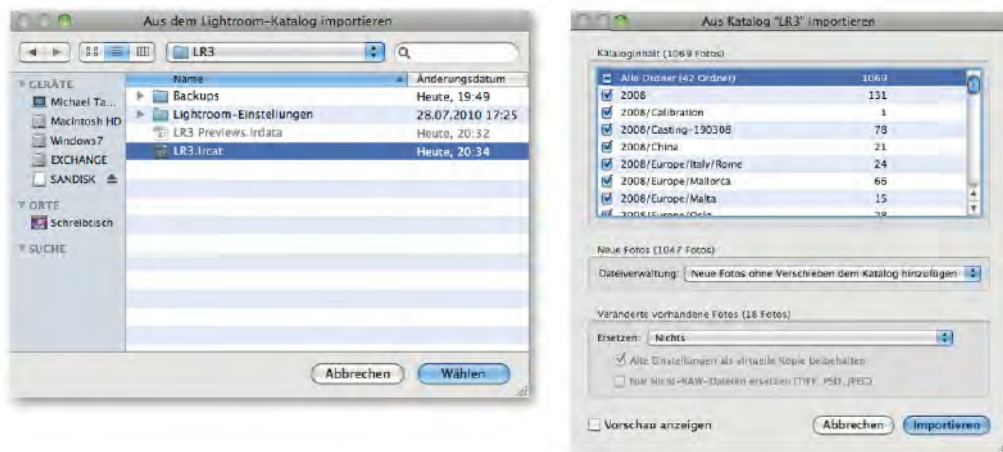 Aus dem Lightroom-Katalog importieren
LR3
Name Änderungsdatum
GERÄTE
Michael Ta...
Macintosh HD
Windows7
EXCHANGE
SANDISK
ORTE
Schreibtisch
SUCHE
Backups Heute, 19:49
Lightroom-Einstellungen 28.07.2010 17:25
LR3 Previews.lrdata Heute, 20:32
LR3.lrcat Heute, 20:34
Abbrechen Wählen
Aus Katalog "LR3" importieren
Kataloginhalt (1069 Fotos)
Alle Ordner (42 Ordner) 1069
2008 131
2008/Calibration 1
2008/Casting-190308 78
2008/China 21
2008/Europe/Italy/Rome 24
2008/Europe/Mallorca 66
2008/Europe/Malta 15
2008/Europe/Oslo 28
Neue Fotos (1047 Fotos)
Dateiverwaltung: Neue Fotos ohne Verschieben dem Katalog hinzufügen
Veränderte vorhandene Fotos (18 Fotos)
Ersetzen: Nichts
Alte Einstellungen als virtuelle Kopie beibehalten
Nur Nicht-RAW-Dateien ersetzen (TIFF, PSD, JPEG)
Vorschau anzeigen Abbrechen Importieren